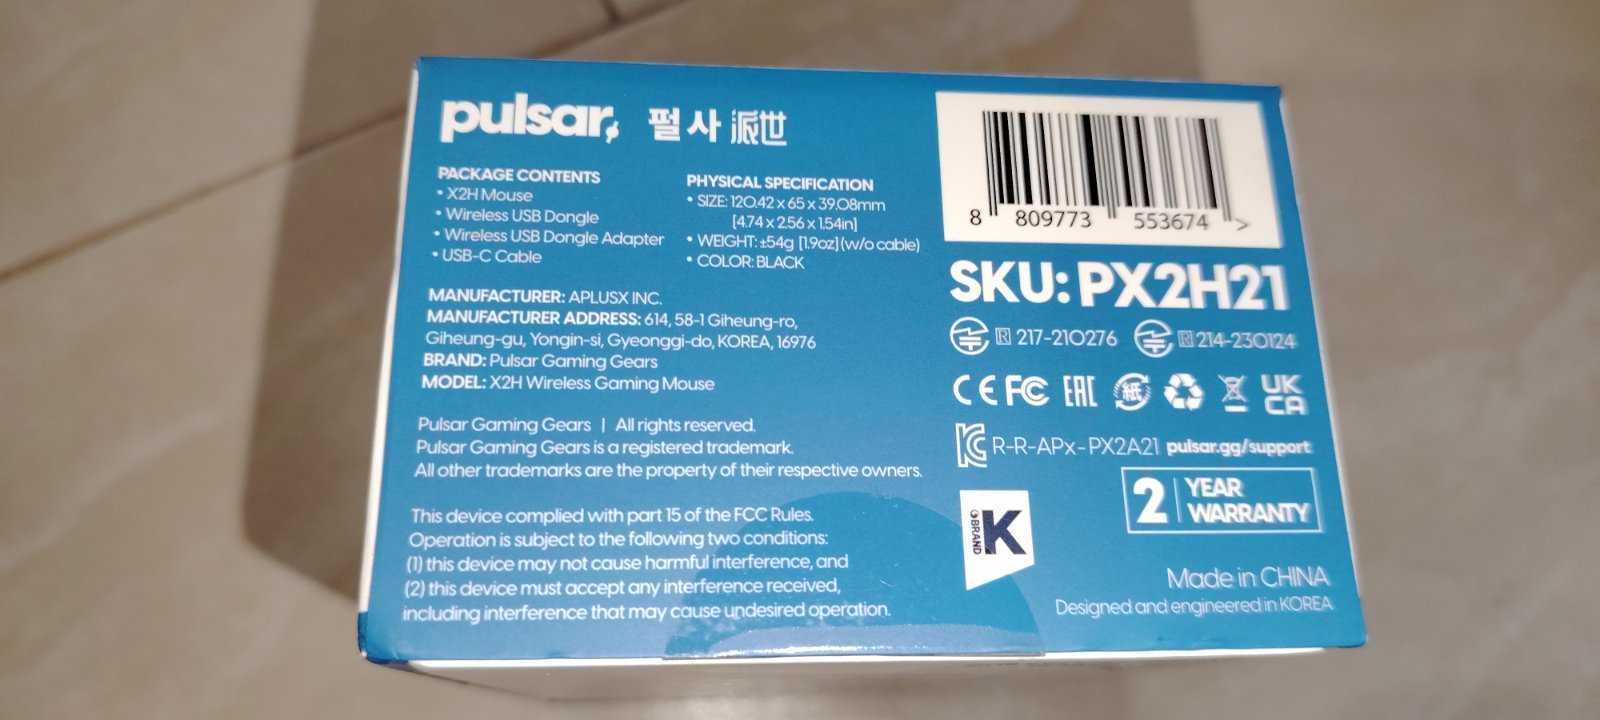 pulsar 펄사 派世
PACKAGE CONTENTS
• X2H Mouse
• Wireless USB Dongle
• Wireless USB Dongle Adapter
• USB-C Cable
PHYSICAL SPECIFICATION
• SIZE: 120.42 x 65 x 39.08mm
[4.74 x 2.56 x 1.54in]
• WEIGHT: ±54g [1.9oz] (w/o cable)
• COLOR: BLACK
MANUFACTURER: APLUSX INC.
MANUFACTURER ADDRESS: 614, 58-1 Giheung-ro,
Giheung-gu, Yongin-si, Gyeonggi-do, KOREA, 16976
BRAND: Pulsar Gaming Gears
MODEL: X2H Wireless Gaming Mouse
Pulsar Gaming Gears | All rights reserved.
Pulsar Gaming Gears is a registered trademark.
All other trademarks are the property of their respective owners.
This device complied with part 15 of the FCC Rules.
Operation is subject to the following two conditions:
(1) this device may not cause harmful interference, and
(2) this device must accept any interference received,
including interference that may cause undesired operation.
8 809773 553674 >
SKU: PX2H21
R 217-210276 R 214-230124
CE FC EAC 紙 UK CA
KC R-R-APx-PX2A21 pulsar.gg/support
K BRAND
2 YEAR WARRANTY
Made in CHINA
Designed and engineered in KOREA